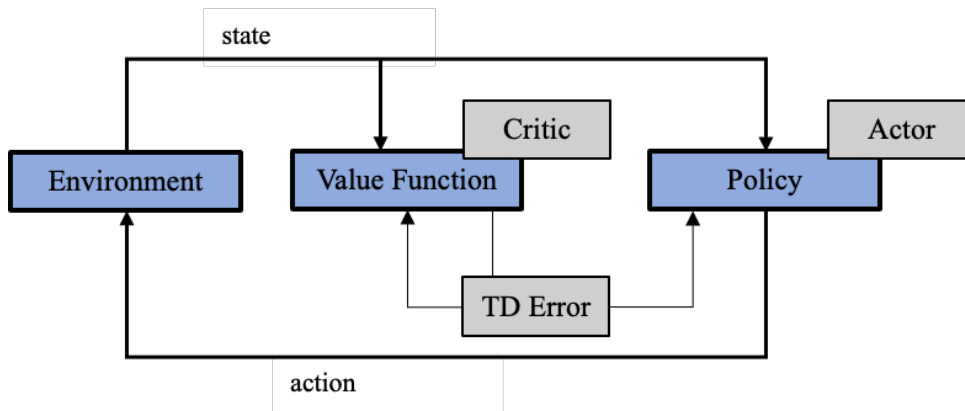 state
Critic
Actor
Environment
Value Function
Policy
TD Error
action